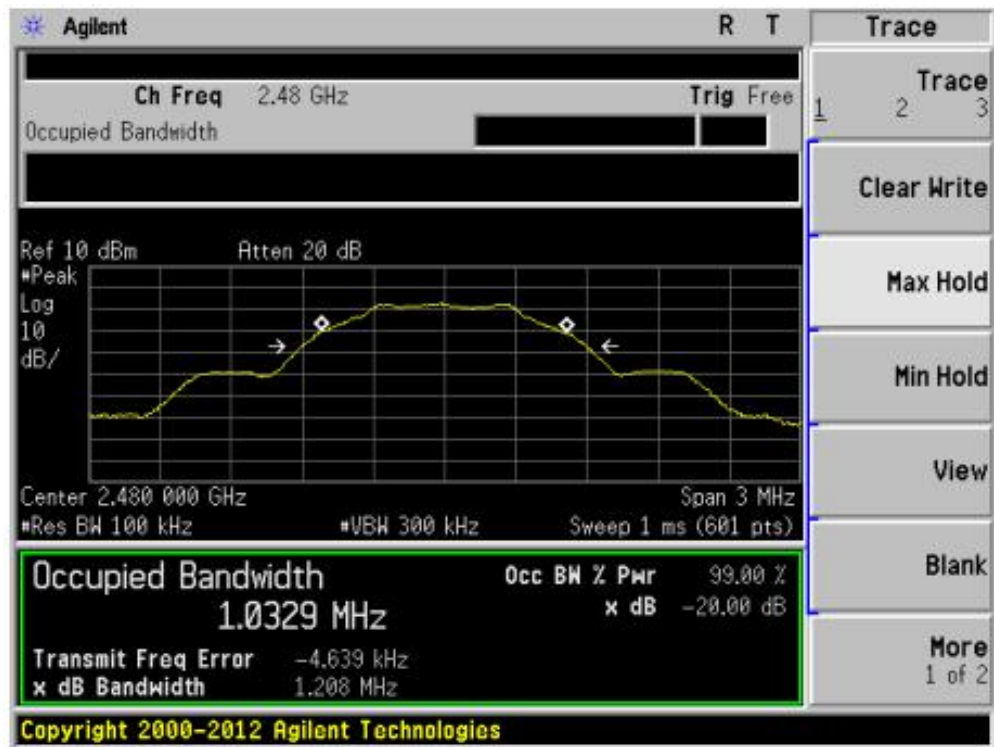 Agilent R T
Trace
Ch Freq 2.48 GHz Trig Free
Occupied Bandwidth
Trace
1 2 3
Clear Write
Max Hold
Min Hold
View
Blank
More
1 of 2
Ref 10 dBm Atten 20 dB
#Peak
Log
10
dB/
Center 2.480 000 GHz Span 3 MHz
#Res BW 100 kHz #VBW 300 kHz Sweep 1 ms (601 pts)
Occupied Bandwidth Occ BW % Pwr 99.00 %
1.0329 MHz x dB -20.00 dB
Transmit Freq Error -4.639 kHz
x dB Bandwidth 1.208 MHz
Copyright 2000-2012 Agilent Technologies